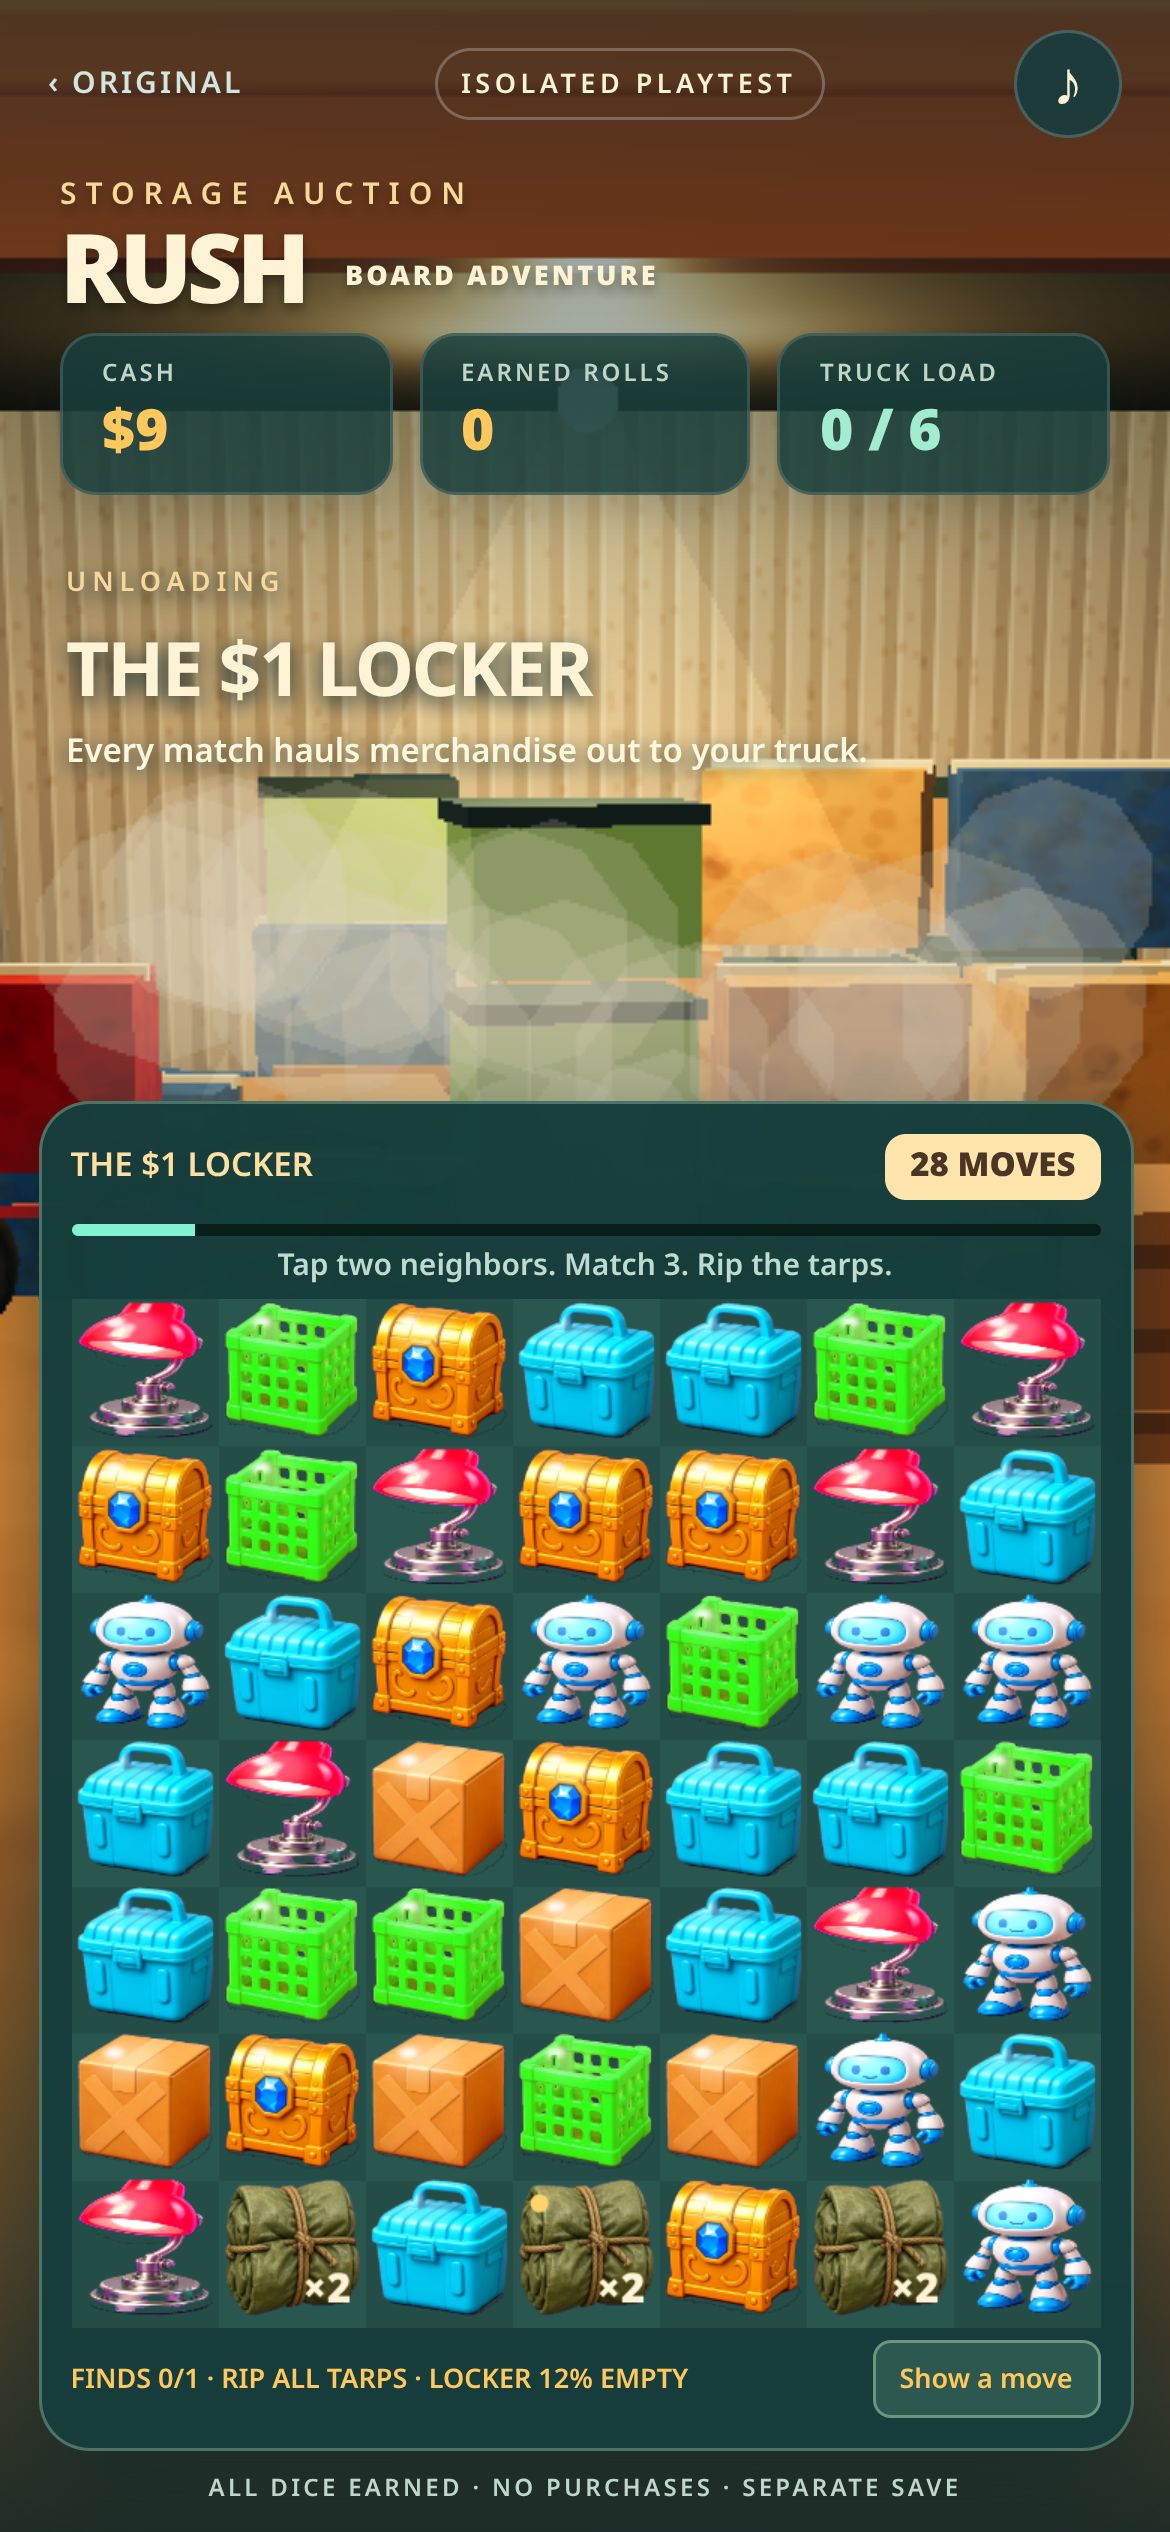 ‹ ORIGINAL
ISOLATED PLAYTEST
STORAGE AUCTION
RUSH BOARD ADVENTURE
CASH
$9
EARNED ROLLS
0
TRUCK LOAD
0 / 6
UNLOADING
THE $1 LOCKER
Every match hauls merchandise out to your truck.
THE $1 LOCKER
28 MOVES
Tap two neighbors. Match 3. Rip the tarps.
×2
×2
×2
FINDS 0/1 · RIP ALL TARPS · LOCKER 12% EMPTY
Show a move
ALL DICE EARNED · NO PURCHASES · SEPARATE SAVE